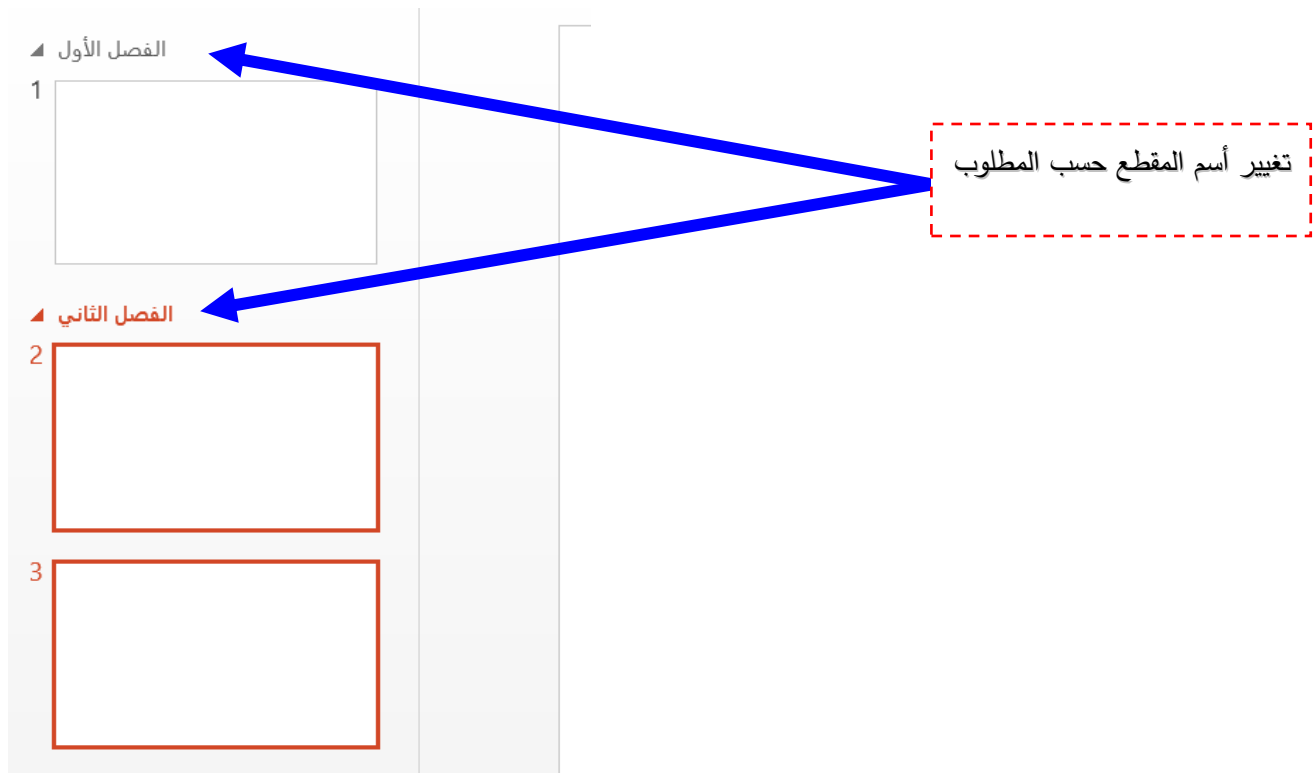 الفصل الأول
1
تغيير أسم المقطع حسب المطلوب
الفصل الثاني
2
3